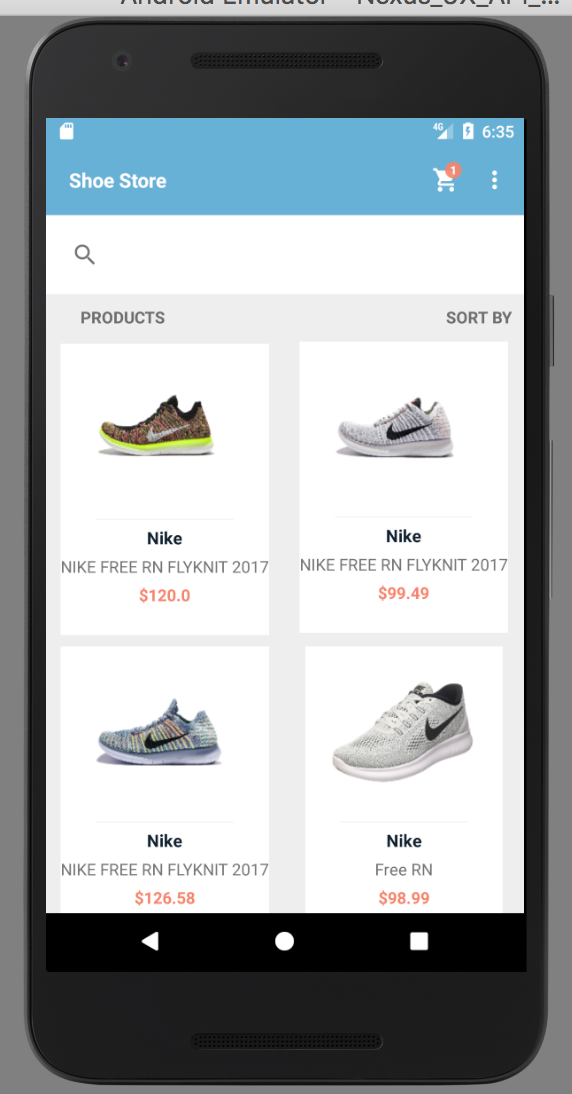 Android Emulator - Nexus_5X_API_...
4G 6:35
Shoe Store 1
PRODUCTS SORT BY
Nike
NIKE FREE RN FLYKNIT 2017
$120.0
Nike
NIKE FREE RN FLYKNIT 2017
$99.49
Nike
NIKE FREE RN FLYKNIT 2017
$126.58
Nike
Free RN
$98.99